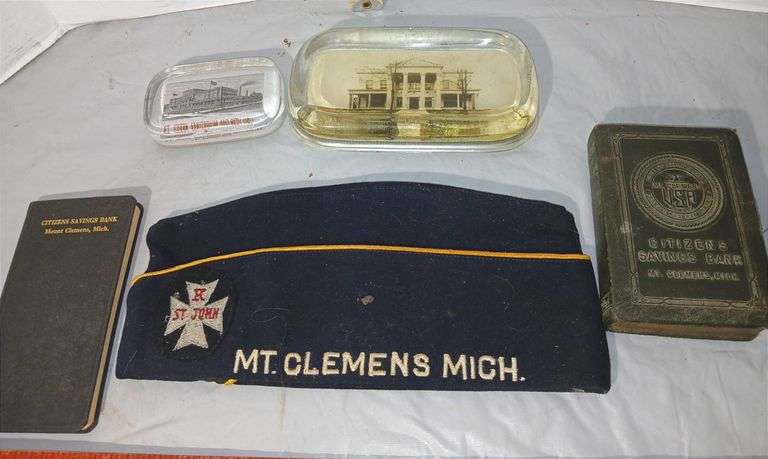 CITIZENS SAVINGS BANK
Mount Clemens, Mich.
K
ST JOHN
MT. CLEMENS MICH.
U.S.A.
CITIZENS
SAVINGS BANK
MT. CLEMENS, MICH.